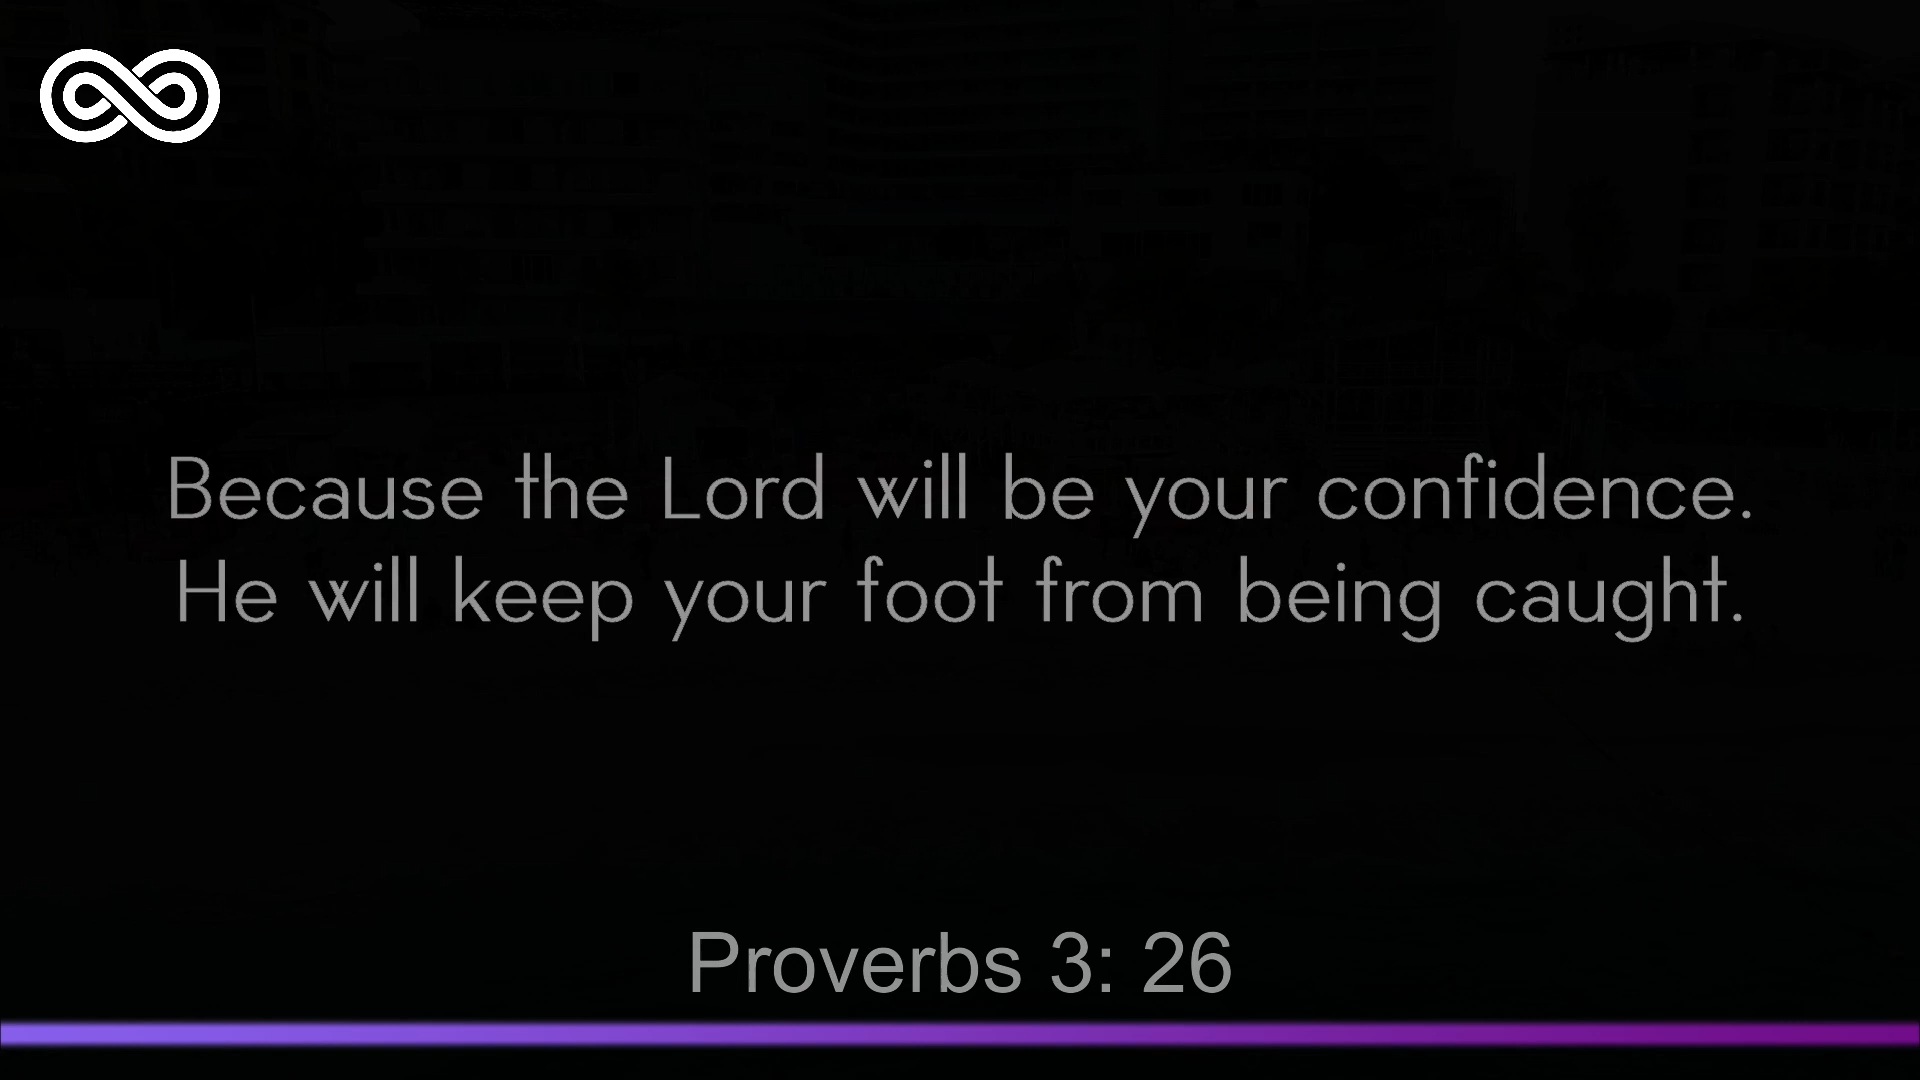 Because the Lord will be your confidence.
He will keep your foot from being caught.
Proverbs 3: 26